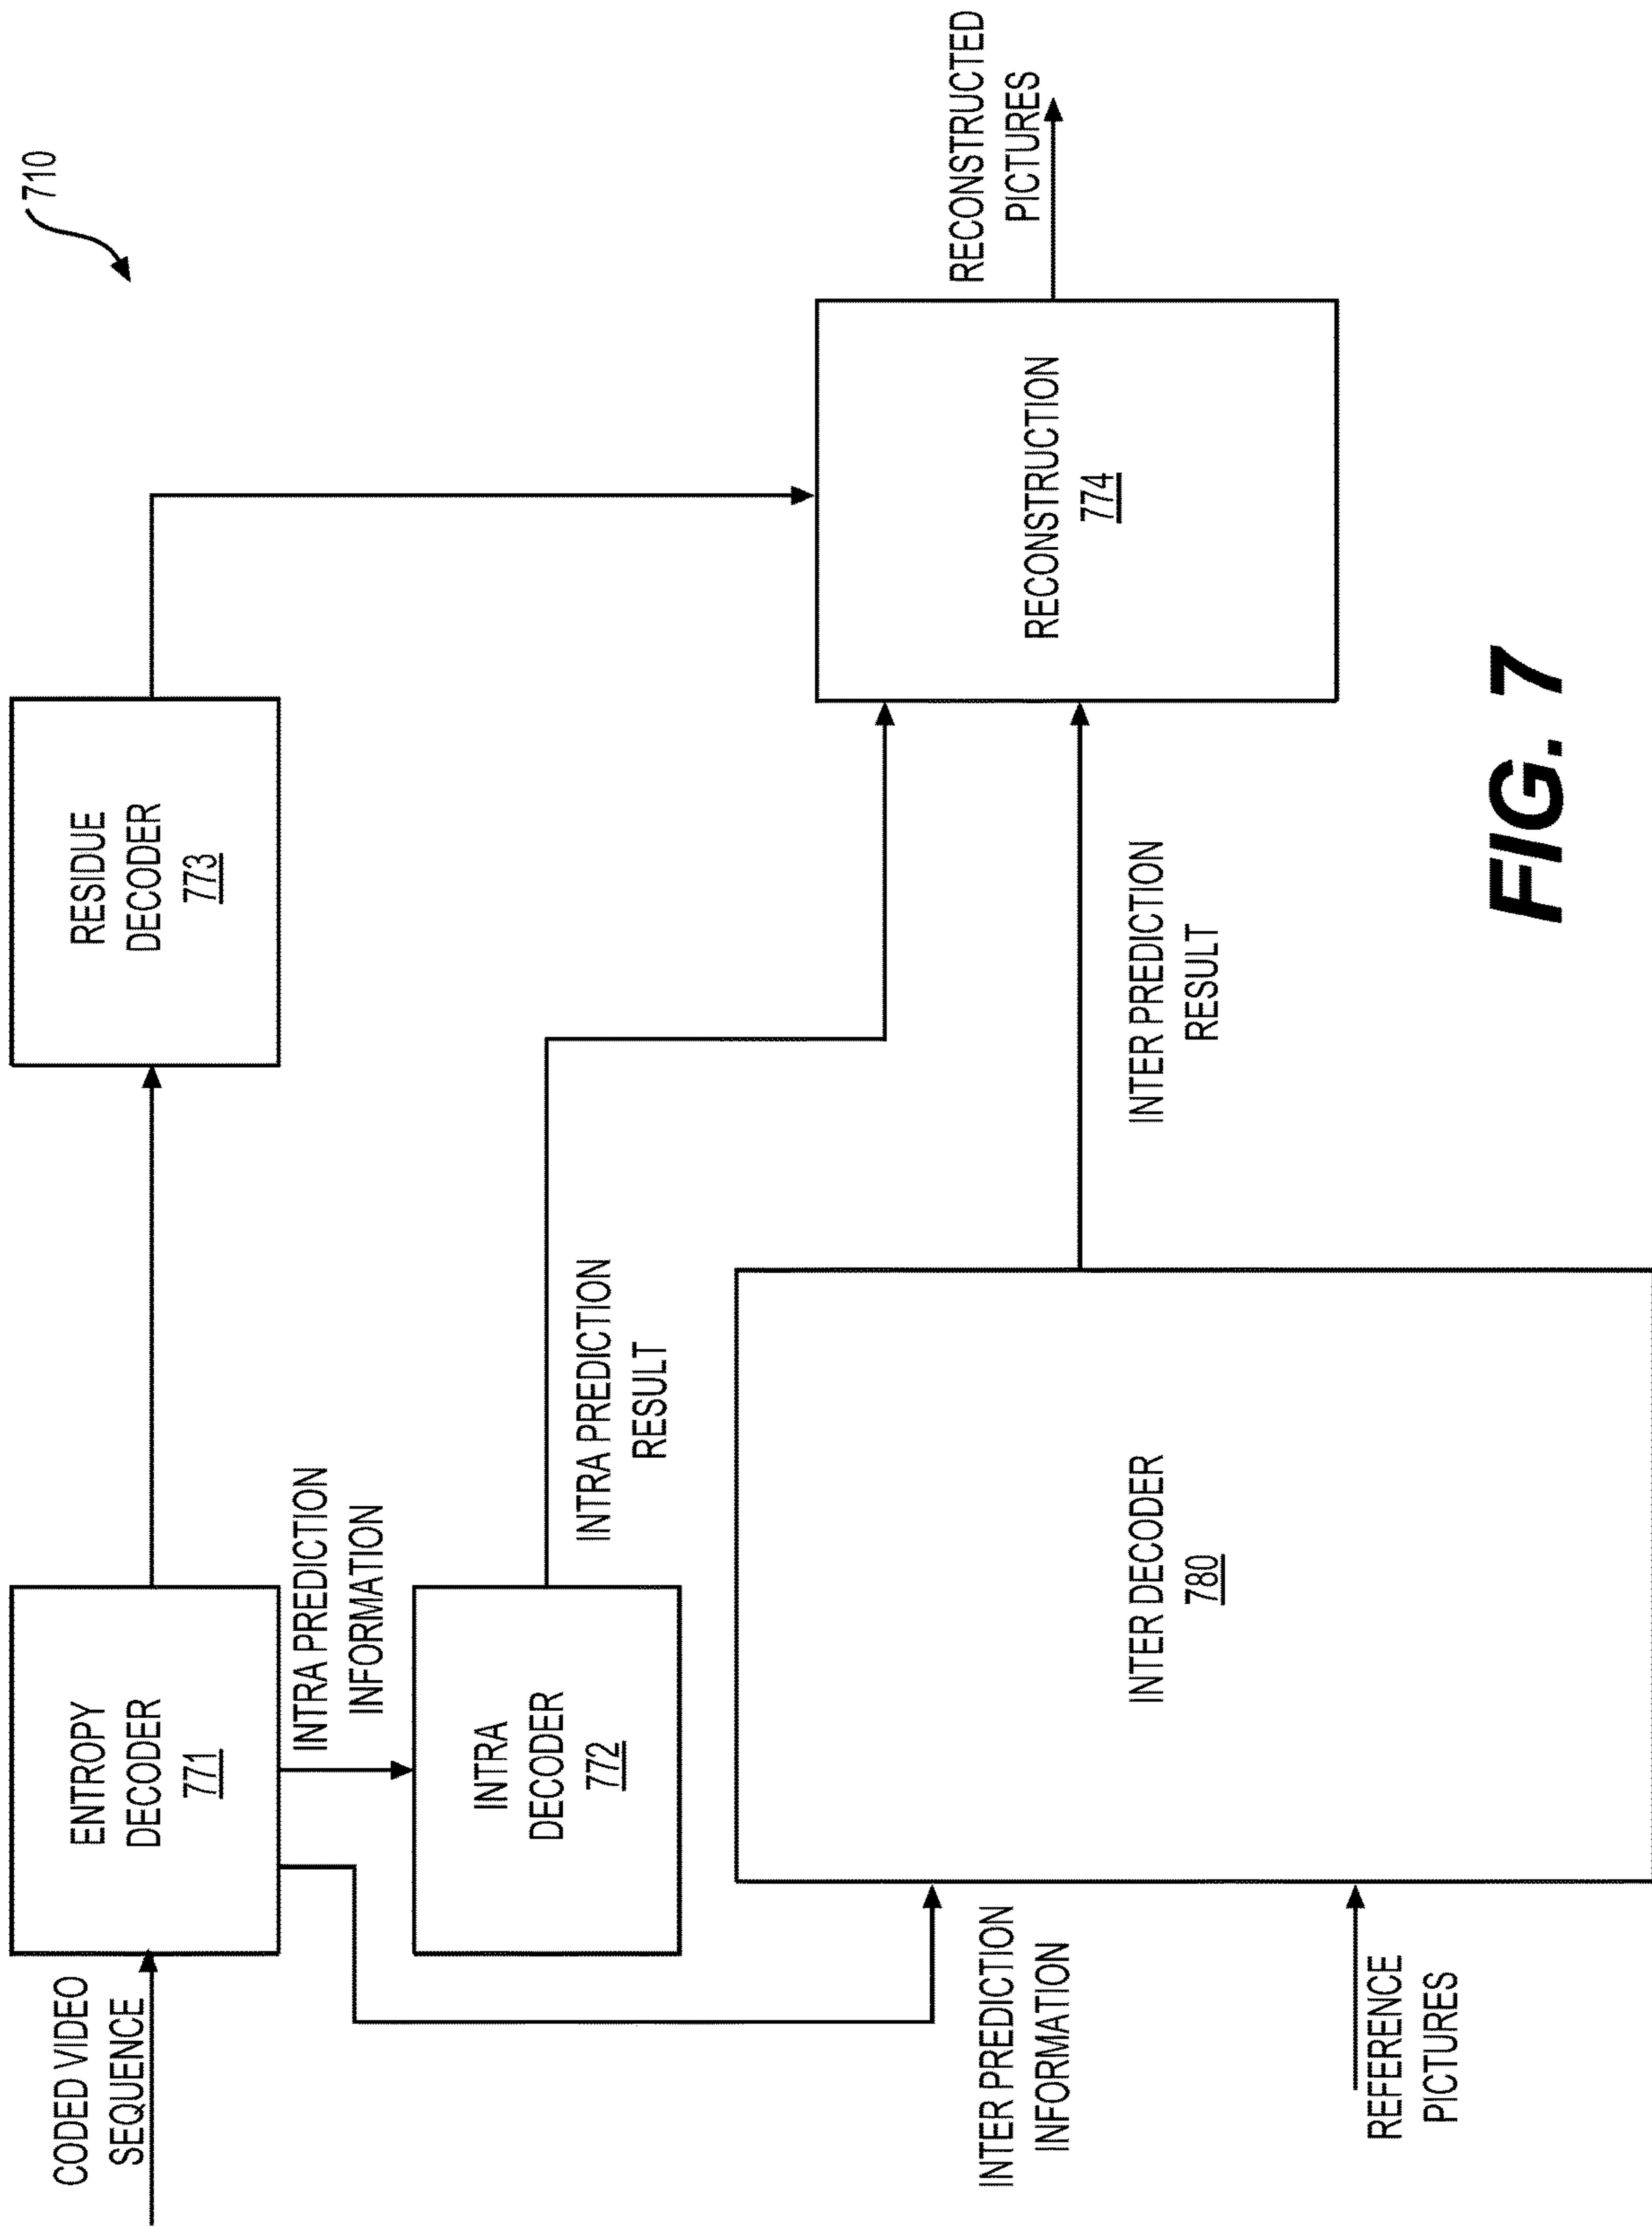 710
CODED VIDEO
SEQUENCE
ENTROPY
DECODER
771
RESIDUE
DECODER
773
INTRA PREDICTION
INFORMATION
INTRA
DECODER
772
INTRA PREDICTION
RESULT
RECONSTRUCTED
PICTURES
RECONSTRUCTION
774
INTER PREDICTION
INFORMATION
INTER DECODER
780
INTER PREDICTION
RESULT
REFERENCE
PICTURES
FIG. 7